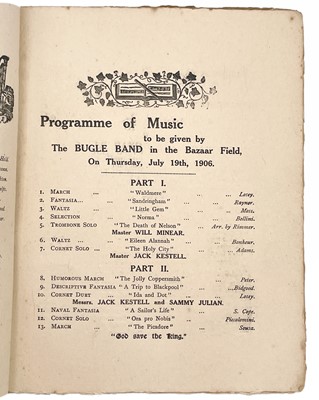 Programme of Music
to be given by
The BUGLE BAND in the Bazaar Field,
On Thursday, July 19th, 1906.
PART I.
1. MARCH ... "Waldmere" ... Losey.
2. FANTASIA... "Sandringham" ... Raynor.
3. WALTZ ... "Little Gem" ... Moss.
4. SELECTION ... "Norma" ... Bellini.
5. TROMBONE SOLO "The Death of Nelson" ... Arr. by Rimmer.
Master WILL MINEAR.
6. WALTZ ... "Eileen Alannah" ... Bonheur.
7. CORNET SOLO ... "The Holy City" ... Adams.
Master JACK KESTELL.
PART II.
8. HUMOROUS MARCH "The Jolly Coppersmith" ... Peter.
9. DESCRIPTIVE FANTASIA "A Trip to Blackpool" ... Bidgood.
10. CORNET DUET "Ida and Dot" ... Losey.
Messrs. JACK KESTELL and SAMMY JULIAN.
11. NAVAL FANTASIA "A Sailor's Life" ... S. Cope.
12. CORNET SOLO ... "Ora pro Nobis" ... Piccolomini.
13. MARCH ... "The Picadore" ... Sousa.
"God save the King."